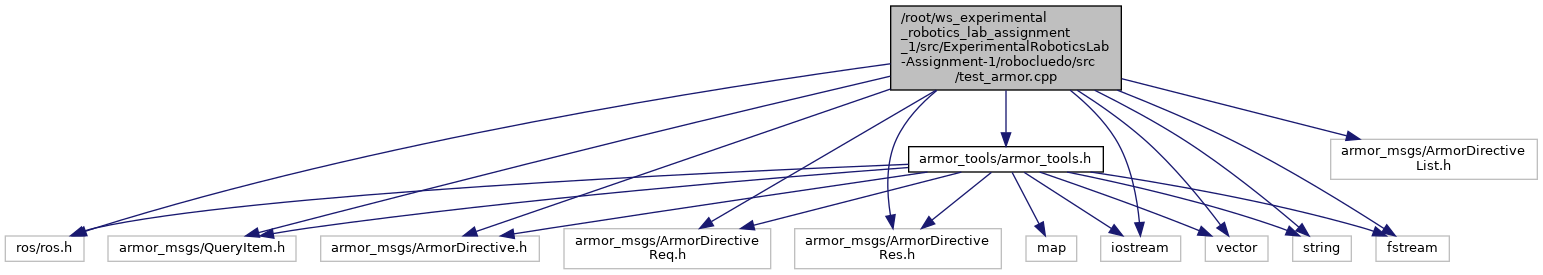 /root/ws_experimental
_robotics_lab_assignment
_1/src/ExperimentalRoboticsLab
-Assignment-1/robocluedo/src
/test_armor.cpp
armor_tools/armor_tools.h
armor_msgs/ArmorDirective
List.h
ros/ros.h
armor_msgs/QueryItem.h
armor_msgs/ArmorDirective.h
armor_msgs/ArmorDirective
Req.h
armor_msgs/ArmorDirective
Res.h
map
iostream
vector
string
fstream